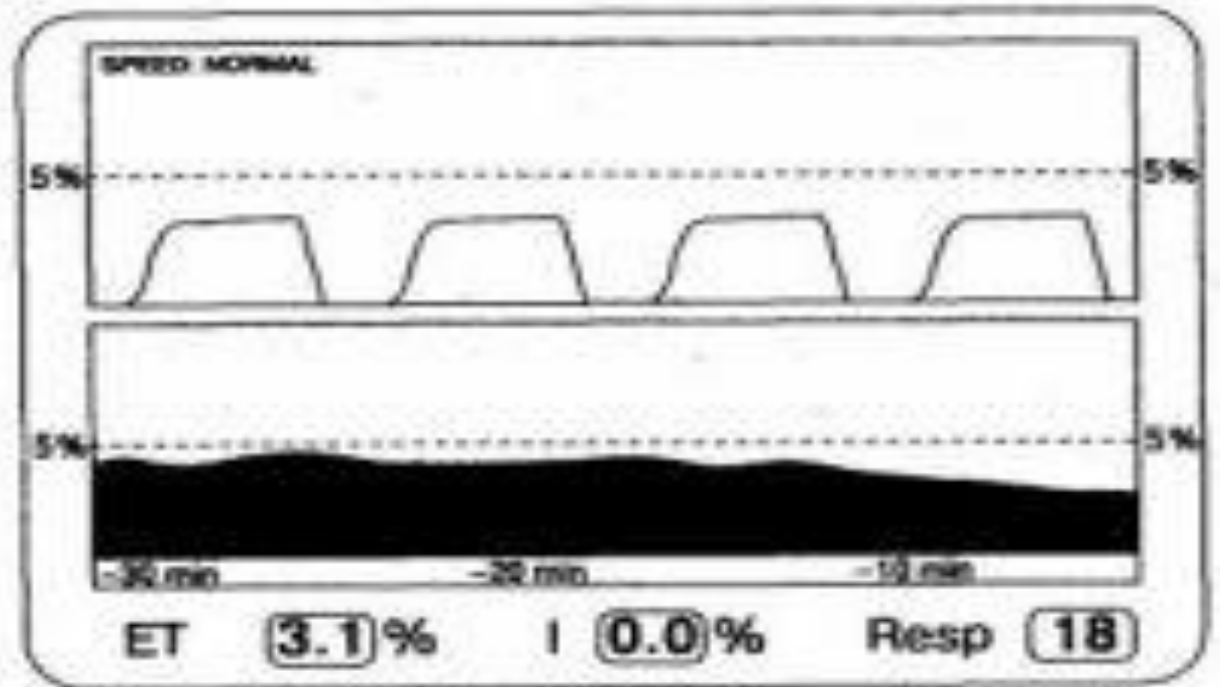 SPEED: NORMAL
5% 5%
5% 5%
-30 min -20 min -10 min
ET 3.1% I 0.0% Resp 18